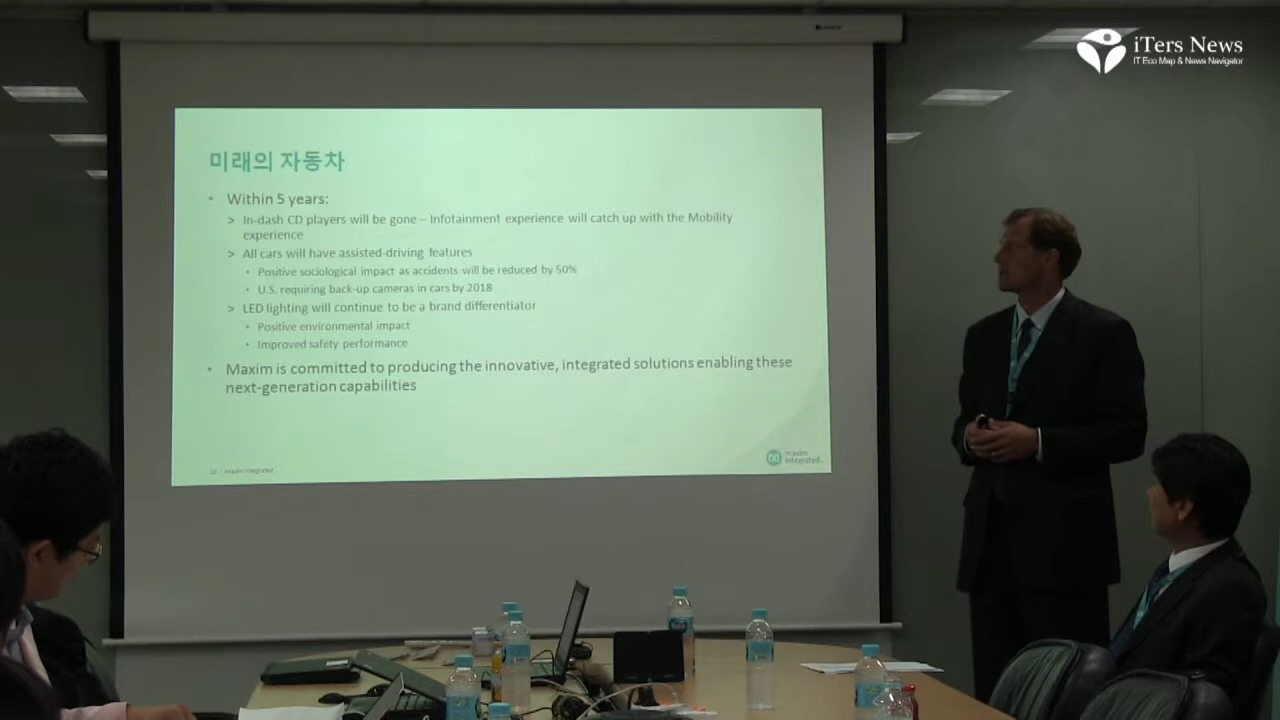 iTers News
IT Eco Map & News Navigator
미래의 자동차
• Within 5 years:
> In-dash CD players will be gone – Infotainment experience will catch up with the Mobility
experience
> All cars will have assisted-driving features
• Positive sociological impact as accidents will be reduced by 50%
• U.S. requiring back-up cameras in cars by 2018
> LED lighting will continue to be a brand differentiator
• Positive environmental impact
• Improved safety performance
• Maxim is committed to producing the innovative, integrated solutions enabling these
next-generation capabilities
| Maxim Integrated
maxim
integrated™